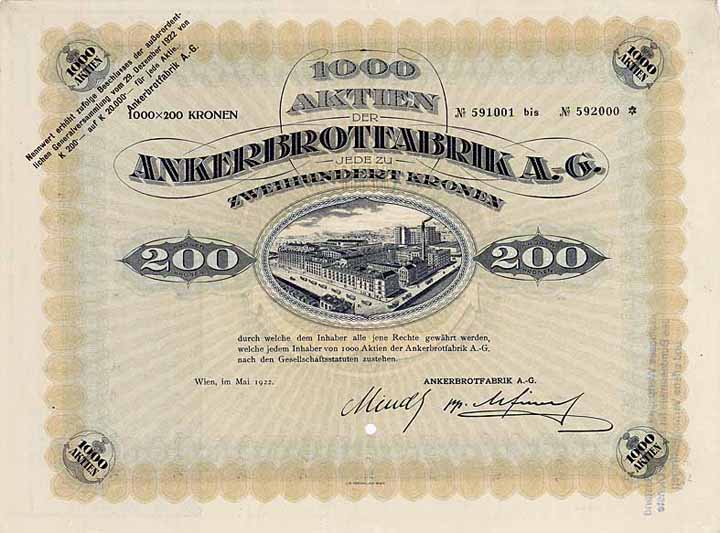 1000
AKTIEN
Nennwert erhöht zufolge Beschlusses der außerordent-
lichen Generalversammlung vom 29. Dezember 1922 von
K 200·— auf K 20,000·— für jede Aktie.
Ankerbrotfabrik A.-G.
1000
AKTIEN
1000
AKTIEN
DER
1000×200 KRONEN
№ 591001 bis № 592000 ✡
ANKERBROTFABRIK A.-G.
JEDE ZU
ZWEIHUNDERT KRONEN
200
200
durch welche dem Inhaber alle jene Rechte gewährt werden,
welche jedem Inhaber von 1000 Aktien der Ankerbrotfabrik A.-G.
nach den Gesellschaftsstatuten zustehen.
Wien, im Mai 1922.
ANKERBROTFABRIK A.-G.
1000
AKTIEN
1000
AKTIEN